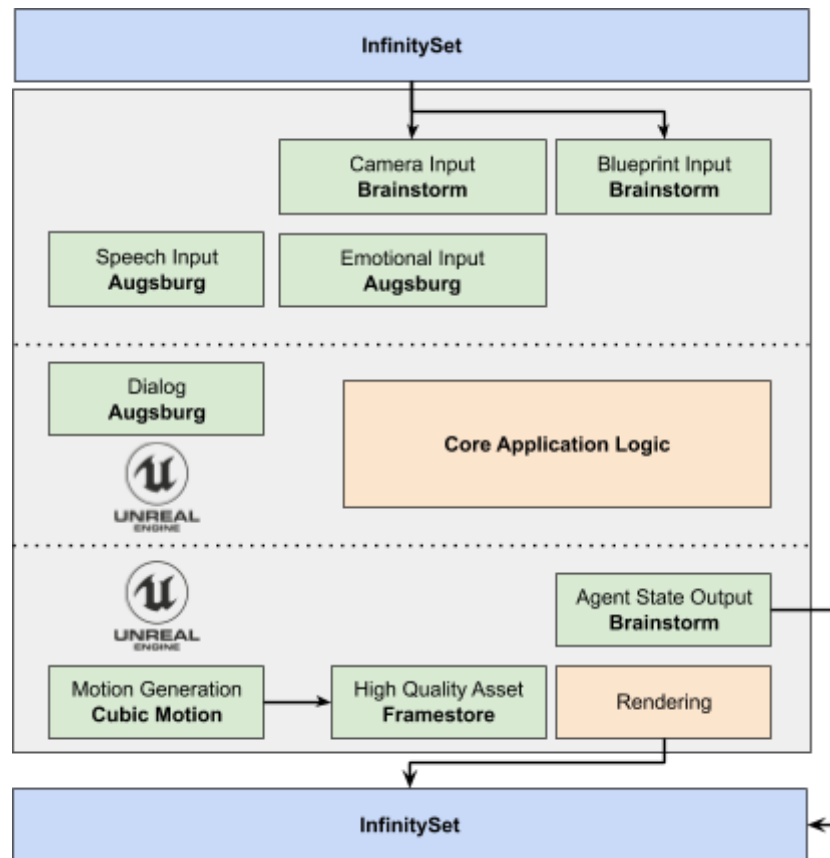 InfinitySet
Camera Input
Brainstorm
Blueprint Input
Brainstorm
Speech Input
Augsburg
Emotional Input
Augsburg
Dialog
Augsburg
Core Application Logic
UNREAL
ENGINE
UNREAL
ENGINE
Agent State Output
Brainstorm
Motion Generation
Cubic Motion
High Quality Asset
Framestore
Rendering
InfinitySet